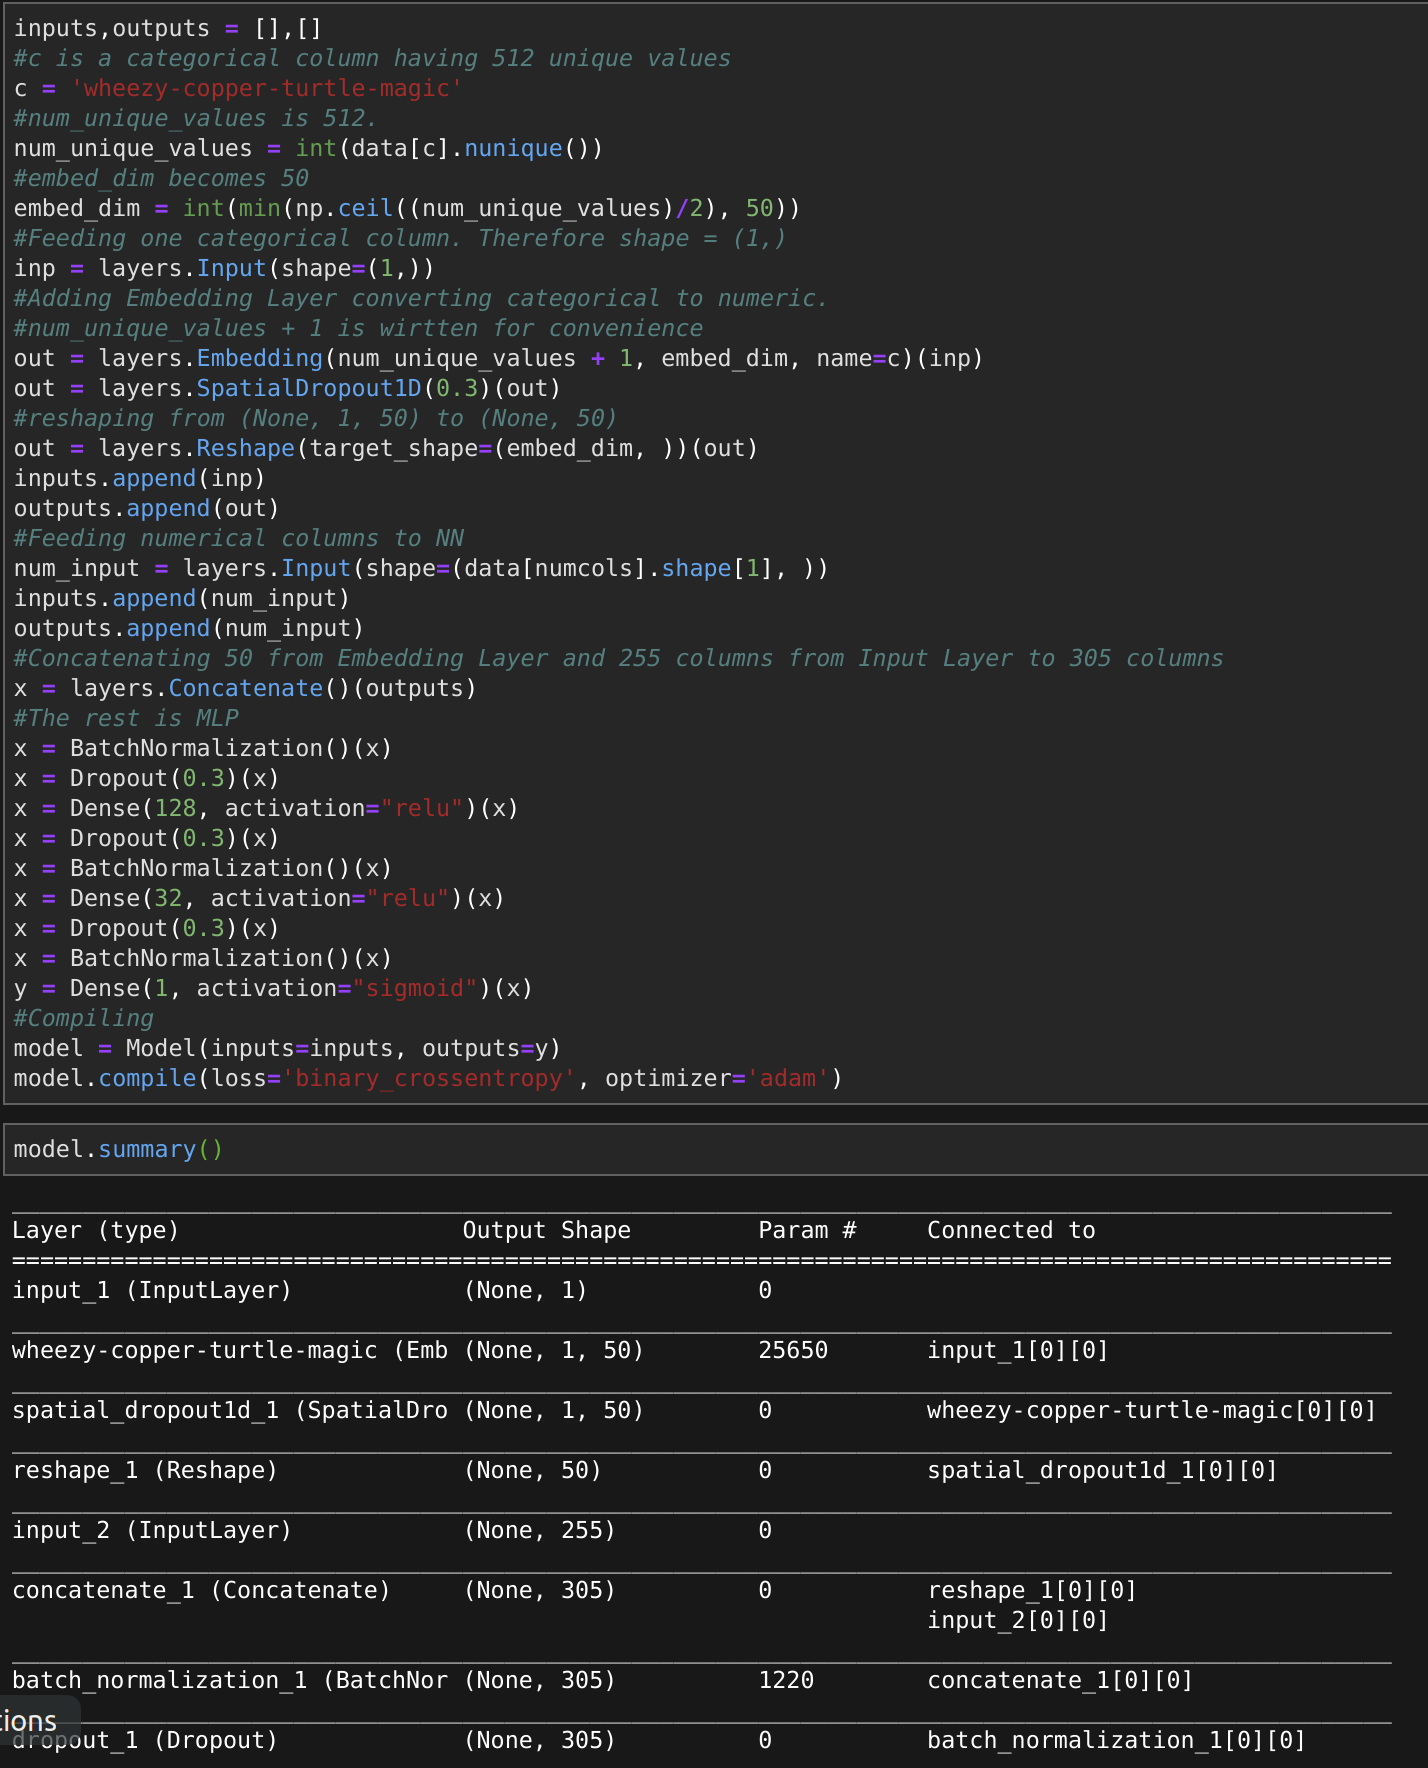 inputs,outputs = [],[]
#c is a categorical column having 512 unique values
c = 'wheezy-copper-turtle-magic'
#num_unique_values is 512.
num_unique_values = int(data[c].nunique())
#embed_dim becomes 50
embed_dim = int(min(np.ceil((num_unique_values)/2), 50))
#Feeding one categorical column. Therefore shape = (1,)
inp = layers.Input(shape=(1,))
#Adding Embedding Layer converting categorical to numeric.
#num_unique_values + 1 is wirtten for convenience
out = layers.Embedding(num_unique_values + 1, embed_dim, name=c)(inp)
out = layers.SpatialDropout1D(0.3)(out)
#reshaping from (None, 1, 50) to (None, 50)
out = layers.Reshape(target_shape=(embed_dim, ))(out)
inputs.append(inp)
outputs.append(out)
#Feeding numerical columns to NN
num_input = layers.Input(shape=(data[numcols].shape[1], ))
inputs.append(num_input)
outputs.append(num_input)
#Concatenating 50 from Embedding Layer and 255 columns from Input Layer to 305 columns
x = layers.Concatenate()(outputs)
#The rest is MLP
x = BatchNormalization()(x)
x = Dropout(0.3)(x)
x = Dense(128, activation="relu")(x)
x = Dropout(0.3)(x)
x = BatchNormalization()(x)
x = Dense(32, activation="relu")(x)
x = Dropout(0.3)(x)
x = BatchNormalization()(x)
y = Dense(1, activation="sigmoid")(x)
#Compiling
model = Model(inputs=inputs, outputs=y)
model.compile(loss='binary_crossentropy', optimizer='adam')
model.summary()
Layer (type) Output Shape Param # Connected to
input_1 (InputLayer) (None, 1) 0
wheezy-copper-turtle-magic (Emb (None, 1, 50) 25650 input_1[0][0]
spatial_dropout1d_1 (SpatialDro (None, 1, 50) 0 wheezy-copper-turtle-magic[0][0]
reshape_1 (Reshape) (None, 50) 0 spatial_dropout1d_1[0][0]
input_2 (InputLayer) (None, 255) 0
concatenate_1 (Concatenate) (None, 305) 0 reshape_1[0][0]
input_2[0][0]
batch_normalization_1 (BatchNor (None, 305) 1220 concatenate_1[0][0]
tions
dropout_1 (Dropout) (None, 305) 0 batch_normalization_1[0][0]